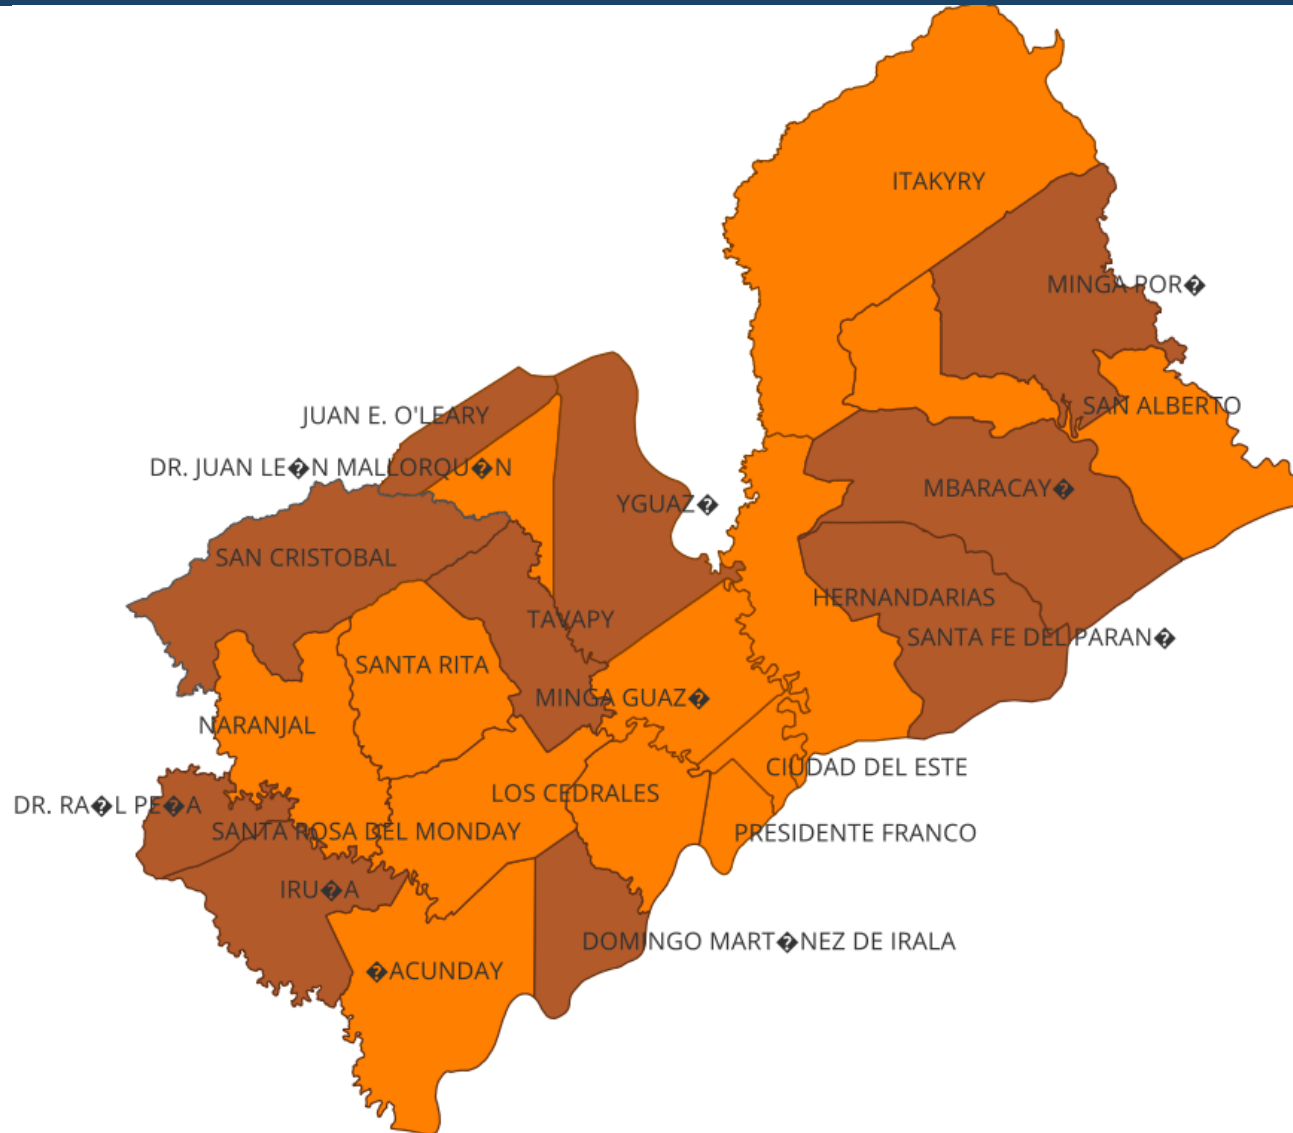 ITAKYRY
MINGA POR�
SAN ALBERTO
JUAN E. O'LEARY
DR. JUAN LE�N MALLORQU�N
MBARACAY�
YGUAZ�
SAN CRISTOBAL
HERNANDARIAS
TAVAPY
SANTA FE DEL PARAN�
SANTA RITA
MINGA GUAZ�
NARANJAL
CIUDAD DEL ESTE
LOS CEDRALES
DR. RA�L PE�A
SANTA ROSA DEL MONDAY
PRESIDENTE FRANCO
IRU�A
DOMINGO MART�NEZ DE IRALA
�ACUNDAY